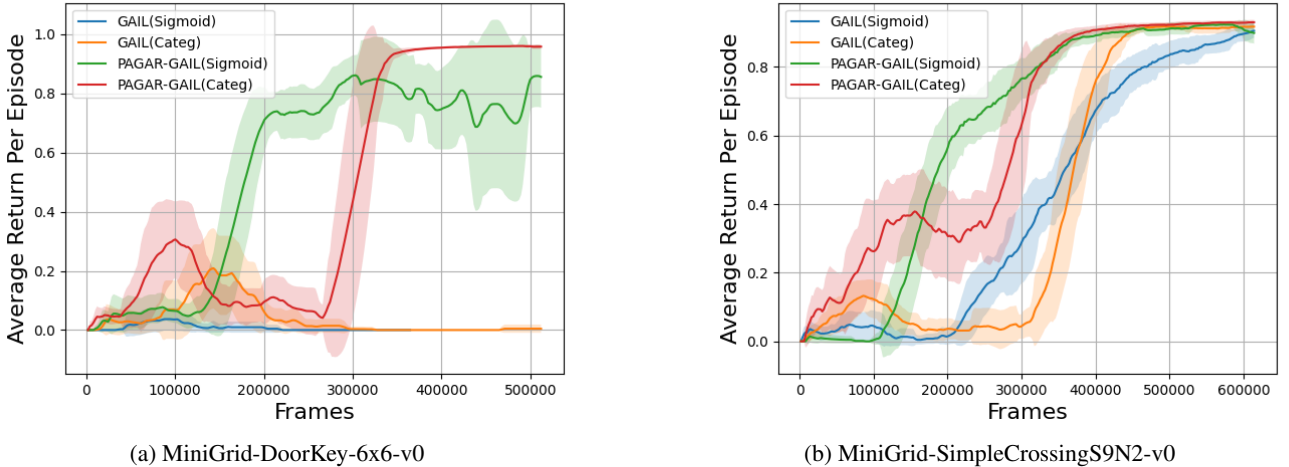 GAIL(Sigmoid)
GAIL(Categ)
PAGAR-GAIL(Sigmoid)
PAGAR-GAIL(Categ)
Average Return Per Episode
1.0
0.8
0.6
0.4
0.2
0.0
0 100000 200000 300000 400000 500000
Frames
(a) MiniGrid-DoorKey-6x6-v0
GAIL(Sigmoid)
GAIL(Categ)
PAGAR-GAIL(Sigmoid)
PAGAR-GAIL(Categ)
Average Return Per Episode
0.8
0.6
0.4
0.2
0.0
0 100000 200000 300000 400000 500000 600000
Frames
(b) MiniGrid-SimpleCrossingS9N2-v0